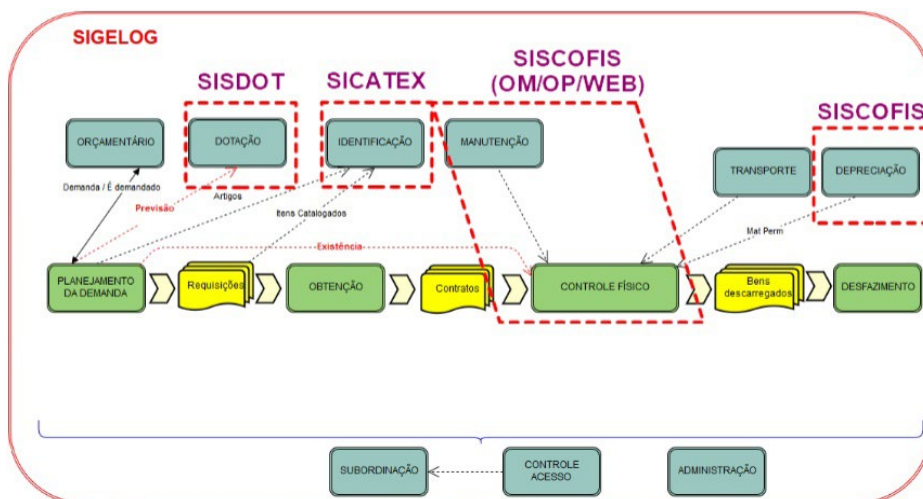 SIGELOG
SISDOT
SICATEX
SISCOFIS
(OM/OP/WEB)
SISCOFIS
ORÇAMENTÁRIO
DOTAÇÃO
IDENTIFICAÇÃO
MANUTENÇÃO
TRANSPORTE
DEPRECIAÇÃO
Demanda / É demandado
Previsão
Artigos
Itens Catalogados
Existência
Mat Perm
PLANEJAMENTO
DA DEMANDA
Requisições
OBTENÇÃO
Contratos
CONTROLE FÍSICO
Bens
descarregados
DESFAZIMENTO
SUBORDINAÇÃO
CONTROLE
ACESSO
ADMINISTRAÇÃO